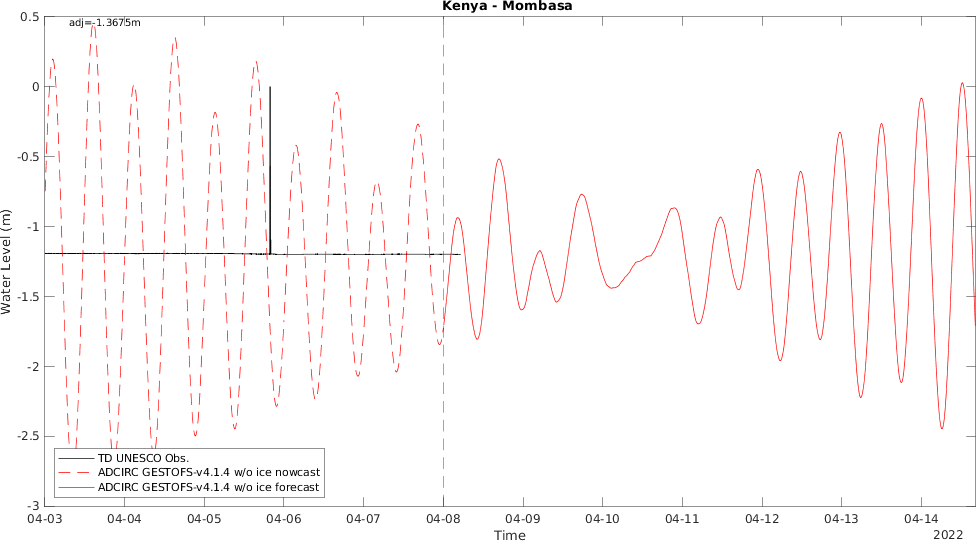 Kenya - Mombasa
adj=-1.3675m
0.5
0
-0.5
-1
-1.5
-2
-2.5
-3
Water Level (m)
TD UNESCO Obs.
ADCIRC GESTOFS-v4.1.4 w/o ice nowcast
ADCIRC GESTOFS-v4.1.4 w/o ice forecast
04-03 04-04 04-05 04-06 04-07 04-08 04-09 04-10 04-11 04-12 04-13 04-14
Time
2022